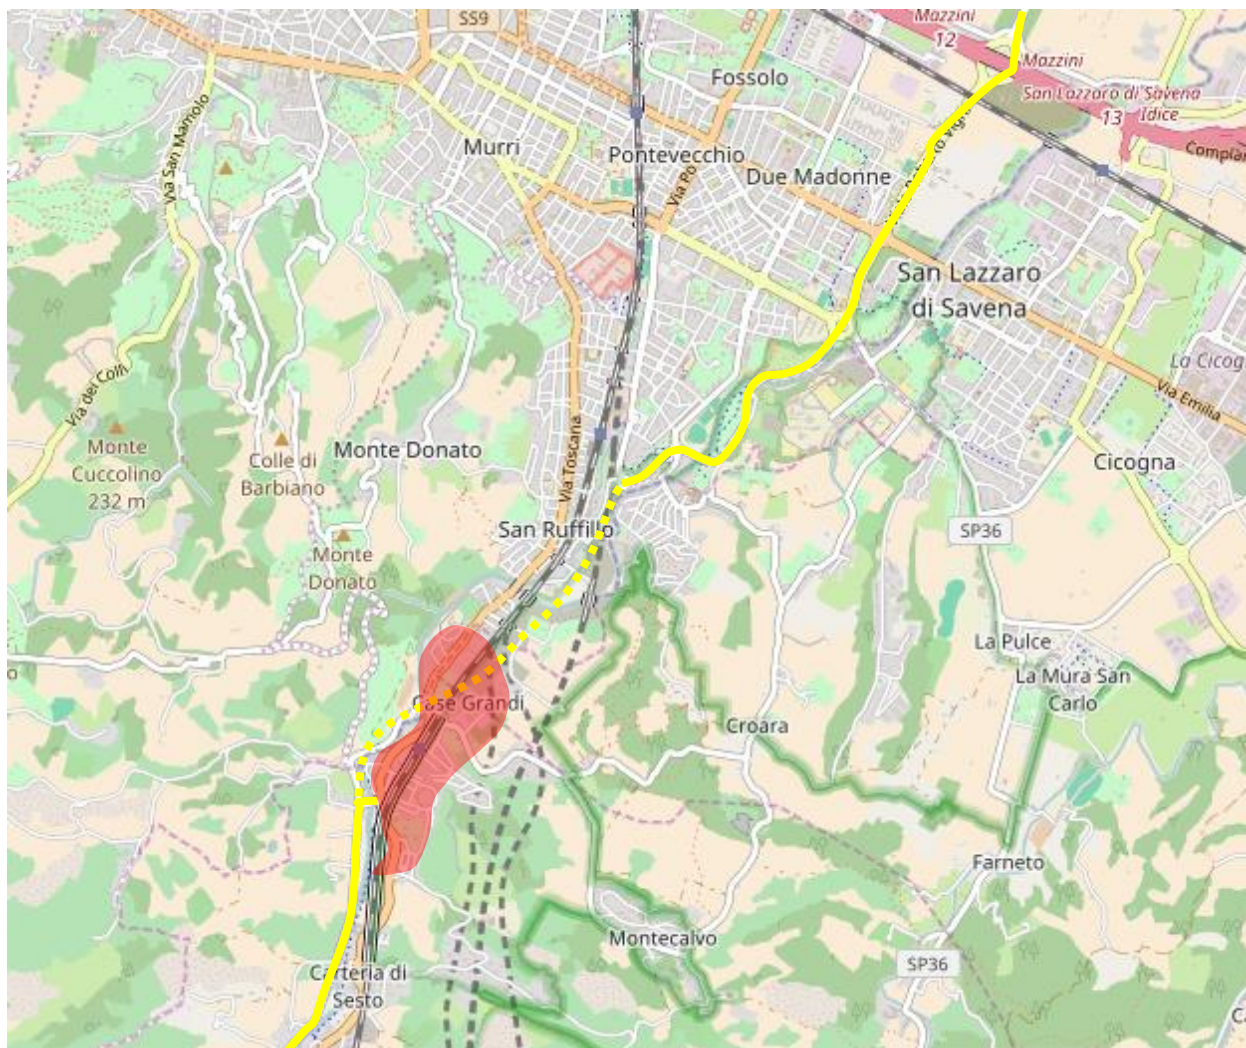 SS9
Mazzini
12
Fossolo
Mazzini
San Lazzaro di Savena
13
Idice
Via San Mamolo
Murri
Pontevecchio
Via Po
Due Madonne
San Lazzaro
di Savena
La Cicog
Via Emilia
Via dei Colli
Via Toscana
Monte
Cuccolino
232 m
Colle di
Barbiano
Monte Donato
Cicogna
San Ruffillo
SP36
Monte
Donato
La Pulce
La Mura San
Carlo
Case Grandi
Croara
Farneto
Montecalvo
SP36
Carteria di
Sesto